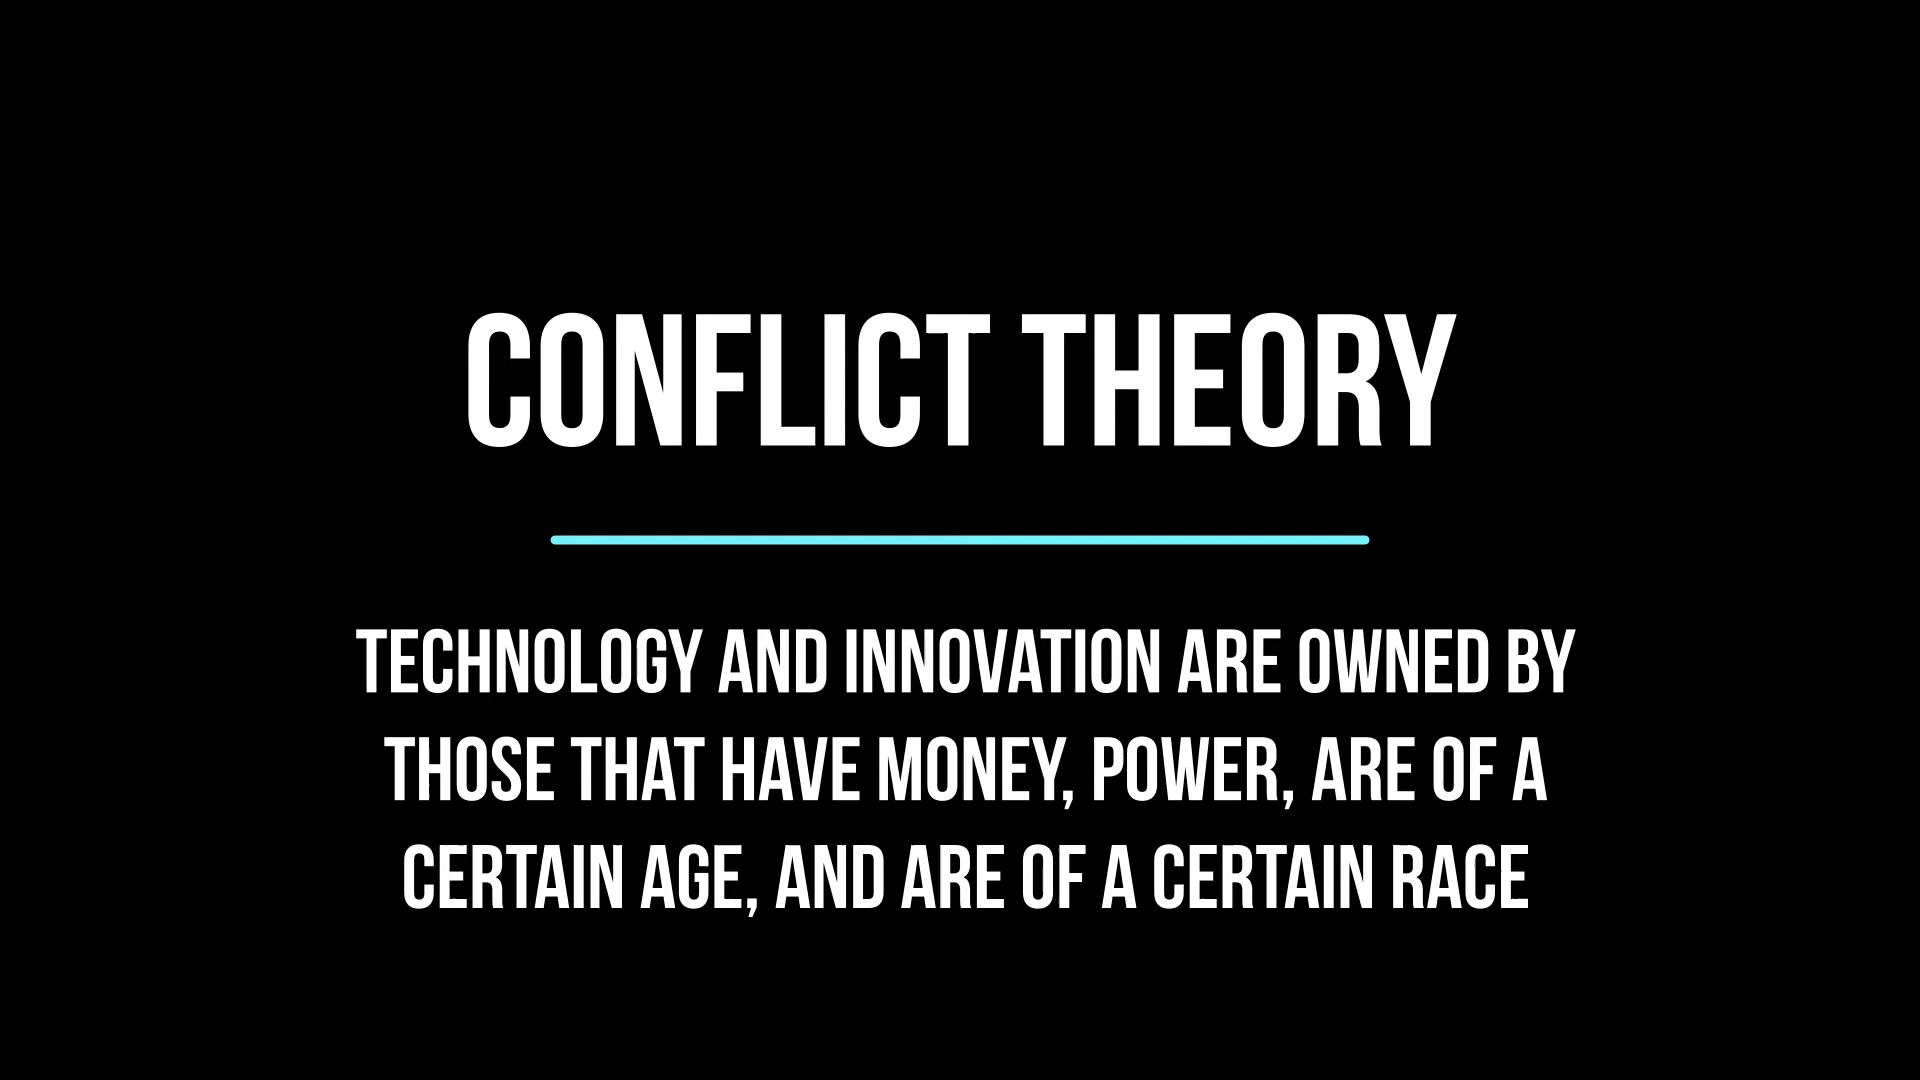 CONFLICT THEORY
TECHNOLOGY AND INNOVATION ARE OWNED BY
THOSE THAT HAVE MONEY, POWER, ARE OF A
CERTAIN AGE, AND ARE OF A CERTAIN RACE